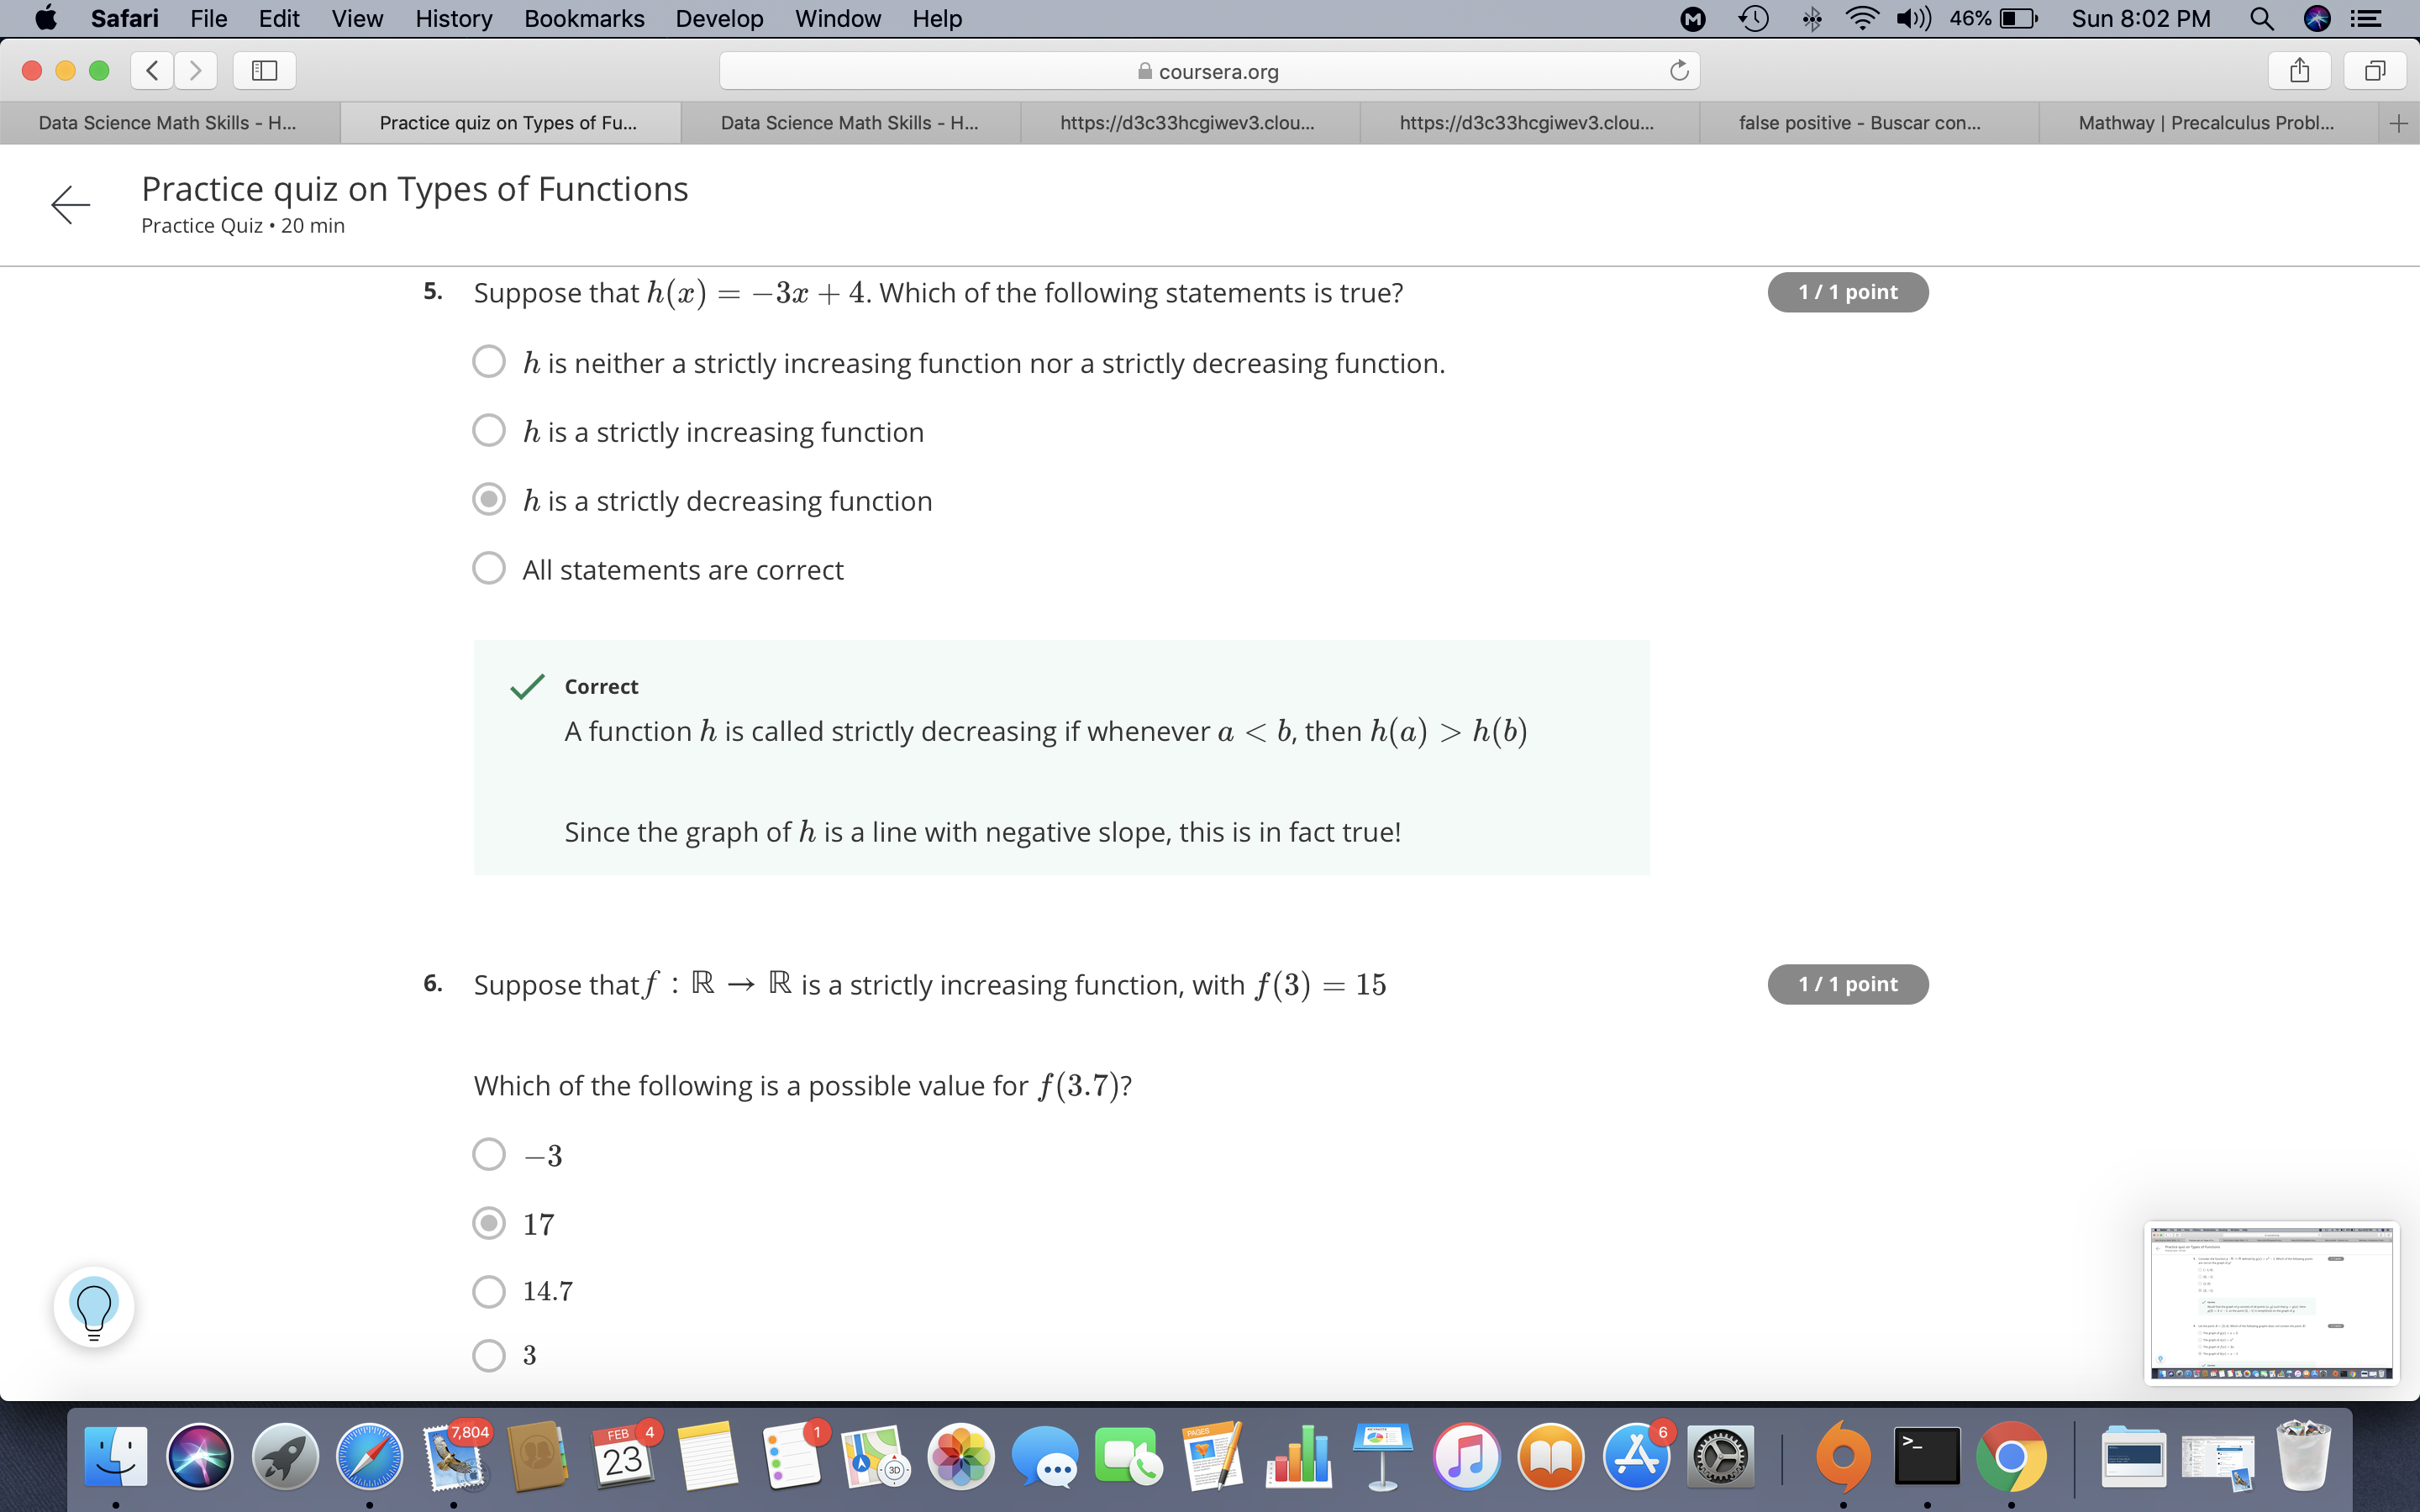 Safari File Edit View History Bookmarks Develop Window Help 46% Sun 8:02 PM
coursera.org
Data Science Math Skills - H... Practice quiz on Types of Fu... Data Science Math Skills - H... https://d3c33hcgiwev3.clou... https://d3c33hcgiwev3.clou... false positive - Buscar con... Mathway | Precalculus Probl...
Practice quiz on Types of Functions
Practice Quiz • 20 min
5. Suppose that h(x) = −3x + 4. Which of the following statements is true? 1 / 1 point
h is neither a strictly increasing function nor a strictly decreasing function.
h is a strictly increasing function
h is a strictly decreasing function
All statements are correct
Correct
A function h is called strictly decreasing if whenever a < b, then h(a) > h(b)
Since the graph of h is a line with negative slope, this is in fact true!
6. Suppose that f : ℝ → ℝ is a strictly increasing function, with f(3) = 15 1 / 1 point
Which of the following is a possible value for f(3.7)?
−3
17
14.7
3
7,804 FEB 23 4 1 3D PAGES 6 >_